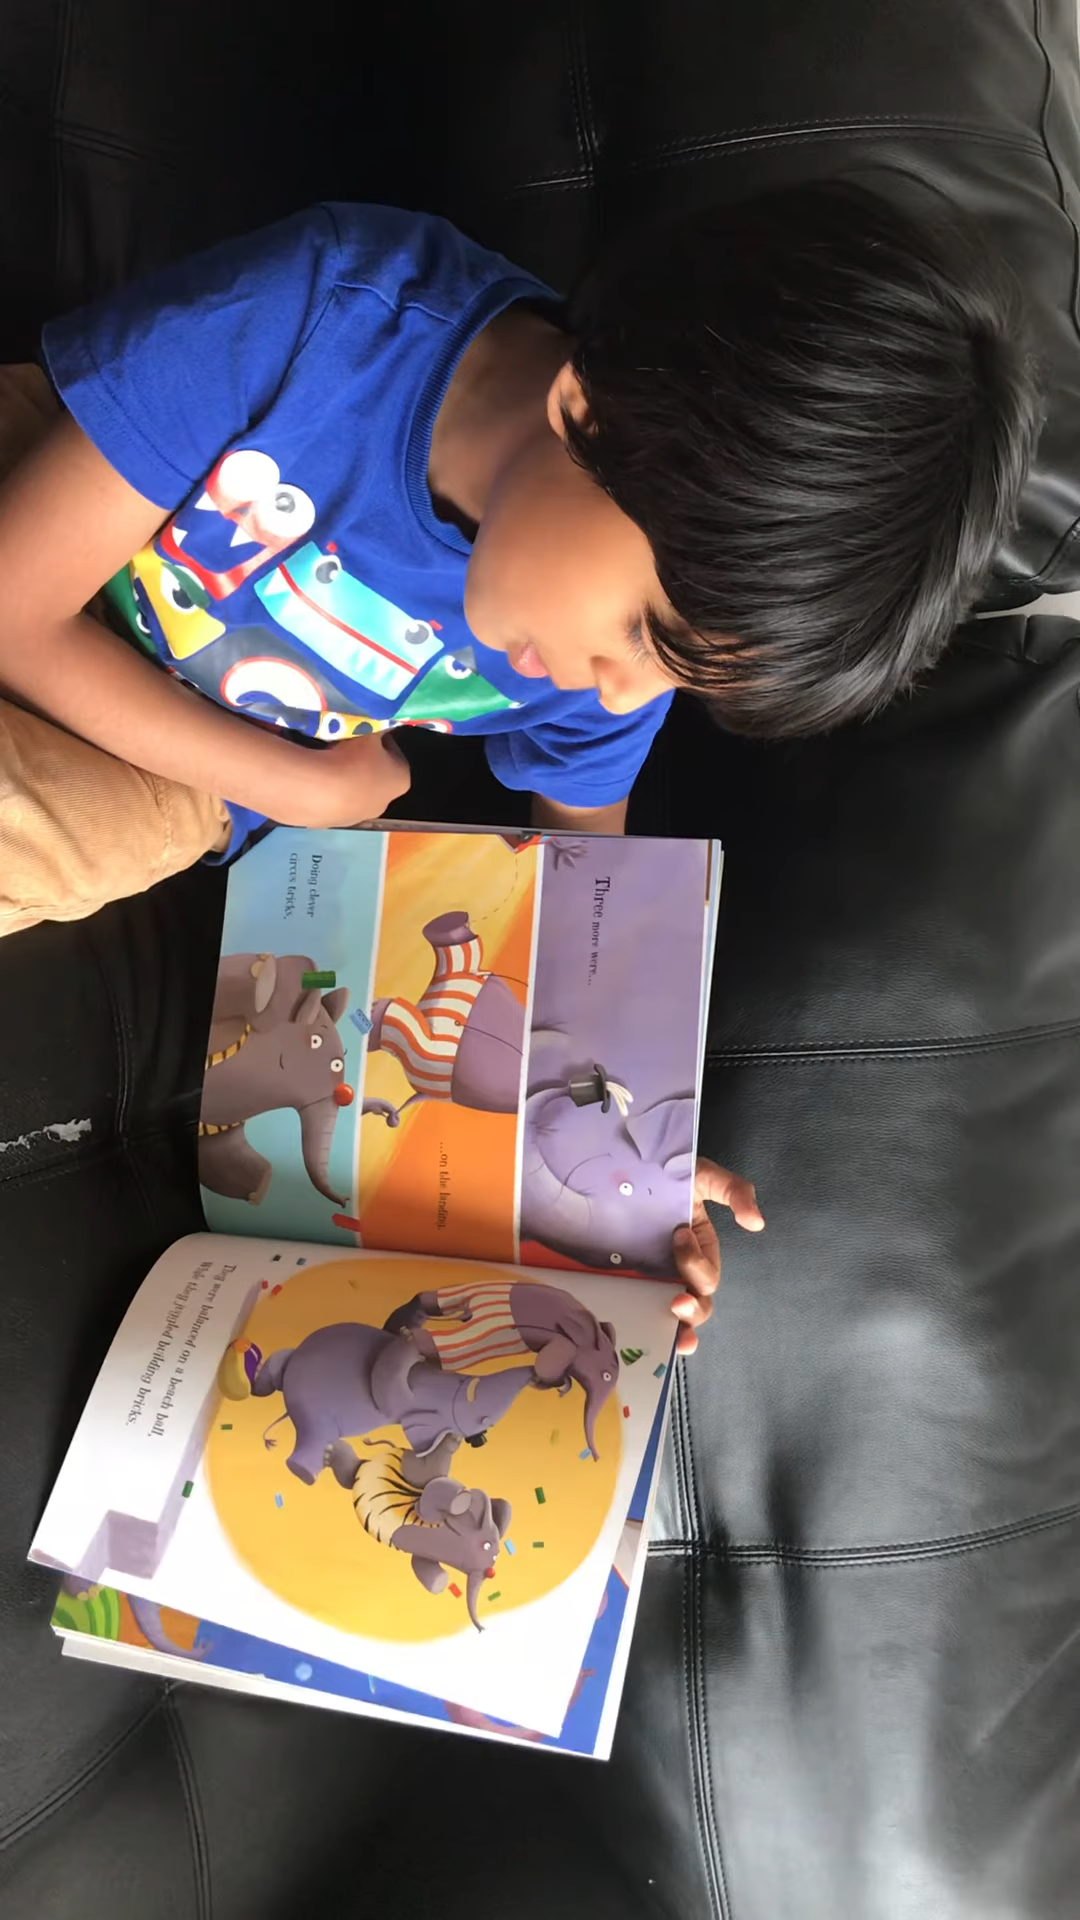 Three more were...
...on the landing.
Doing clever
circus tricks.
They were balanced on a beach ball,
While they juggled building bricks.